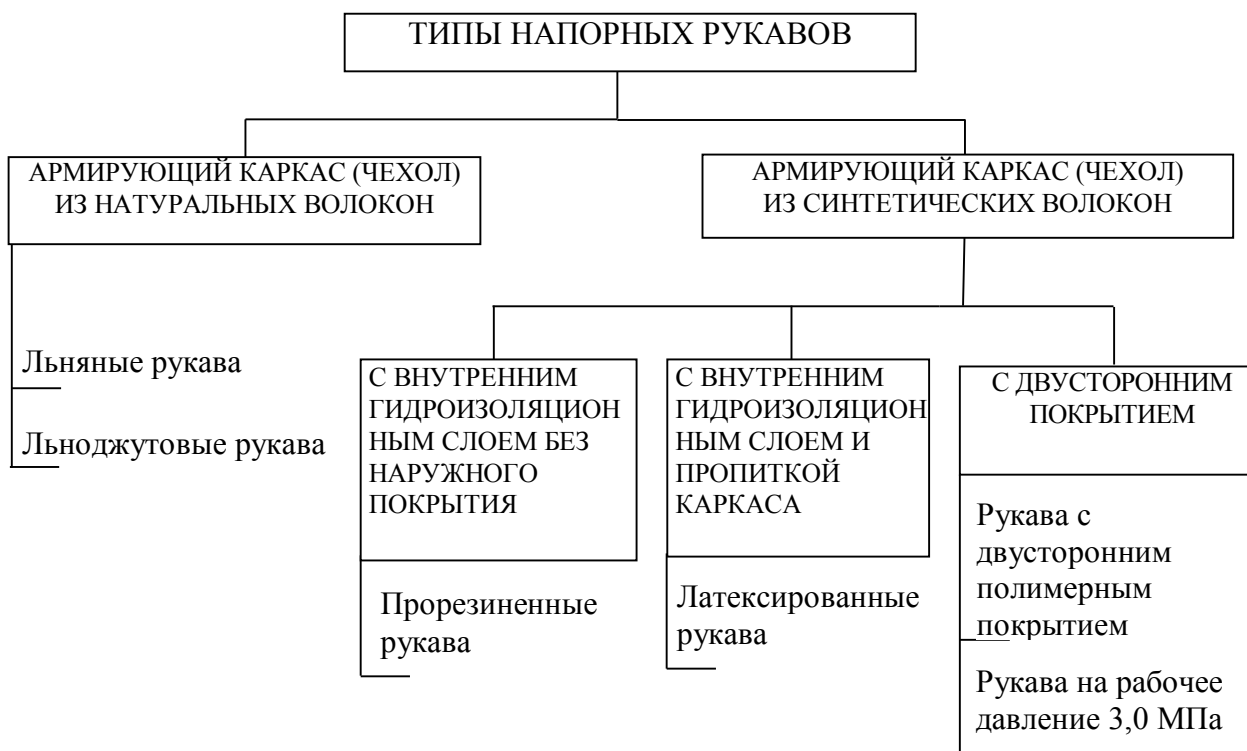 ТИПЫ НАПОРНЫХ РУКАВОВ
АРМИРУЮЩИЙ КАРКАС (ЧЕХОЛ)
ИЗ НАТУРАЛЬНЫХ ВОЛОКОН
АРМИРУЮЩИЙ КАРКАС (ЧЕХОЛ)
ИЗ СИНТЕТИЧЕСКИХ ВОЛОКОН
Льняные рукава
Льноджутовые рукава
С ВНУТРЕННИМ
ГИДРОИЗОЛЯЦИОН
НЫМ СЛОЕМ БЕЗ
НАРУЖНОГО
ПОКРЫТИЯ
Прорезиненные
рукава
С ВНУТРЕННИМ
ГИДРОИЗОЛЯЦИОН
НЫМ СЛОЕМ И
ПРОПИТКОЙ
КАРКАСА
Латексированные
рукава
С ДВУСТОРОННИМ
ПОКРЫТИЕМ
Рукава с
двусторонним
полимерным
покрытием
Рукава на рабочее
давление 3,0 МПа